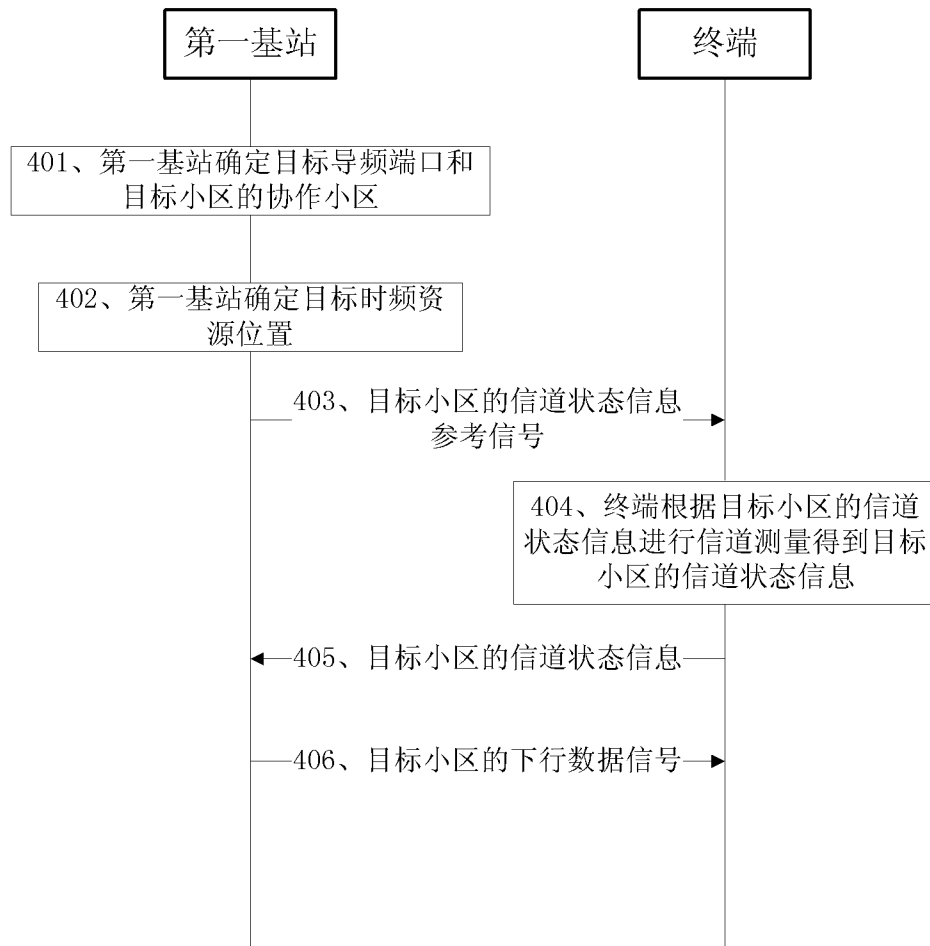 第一基站
终端
401、第一基站确定目标导频端口和
目标小区的协作小区
402、第一基站确定目标时频资
源位置
403、目标小区的信道状态信息
参考信号
404、终端根据目标小区的信道
状态信息进行信道测量得到目标
小区的信道状态信息
405、目标小区的信道状态信息
406、目标小区的下行数据信号